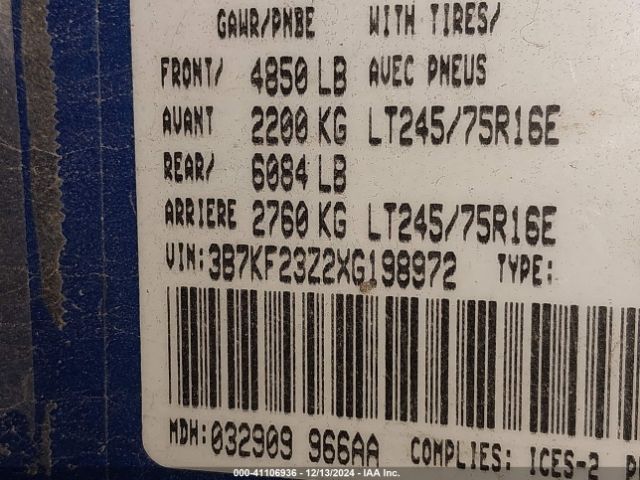 GAWR/PNBE WITH TIRES/
FRONT/ 4850 LB AVEC PNEUS
AVANT 2200 KG LT245/75R16E
REAR/ 6084 LB
ARRIERE 2760 KG LT245/75R16E
VIN: 3B7KF23Z2XG198972 TYPE:
MDH: 032909 966AA COMPLIES: ICES-2
000-41106936 - 12/13/2024 - IAA Inc.